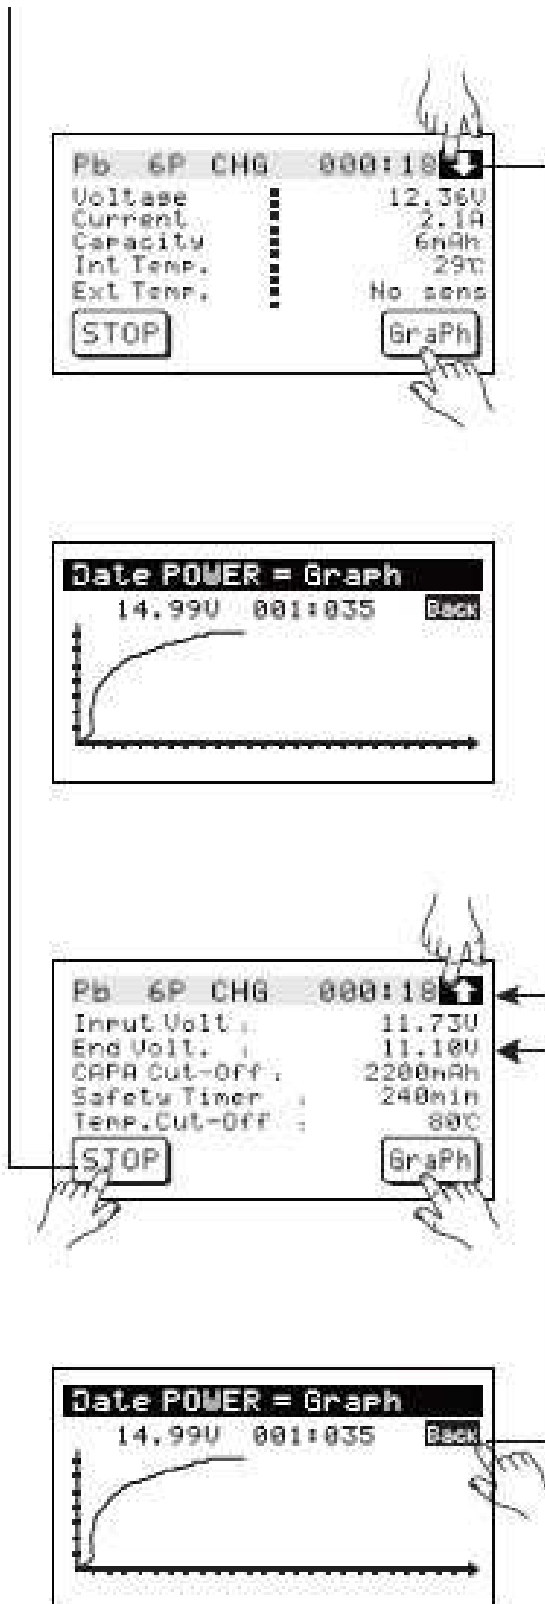 Pb 6P CHG 000:18
Voltage 12.36V
Current 2.1A
Capacity 6mAh
Int Temp. 29℃
Ext Temp. No sens
STOP GraPh
Date POWER = Graph
14.99V 001:035 Back
Pb 6P CHG 000:18
Input Volt : 11.73V
End Volt. : 11.10V
CAPA Cut-Off : 2200mAh
Safety Timer : 240min
Temp.Cut-Off : 80℃
STOP GraPh
Date POWER = Graph
14.99V 001:035 Back